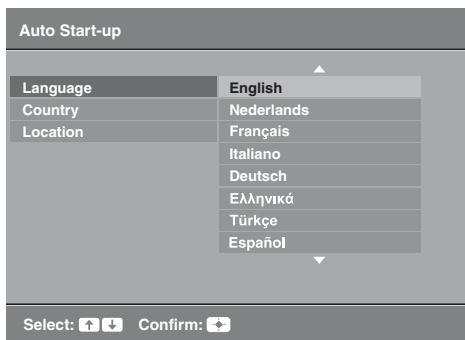 Auto Start-up
Language
English
Country
Nederlands
Location
Français
Italiano
Deutsch
Ελληνικά
Türkçe
Español
Select: Confirm: